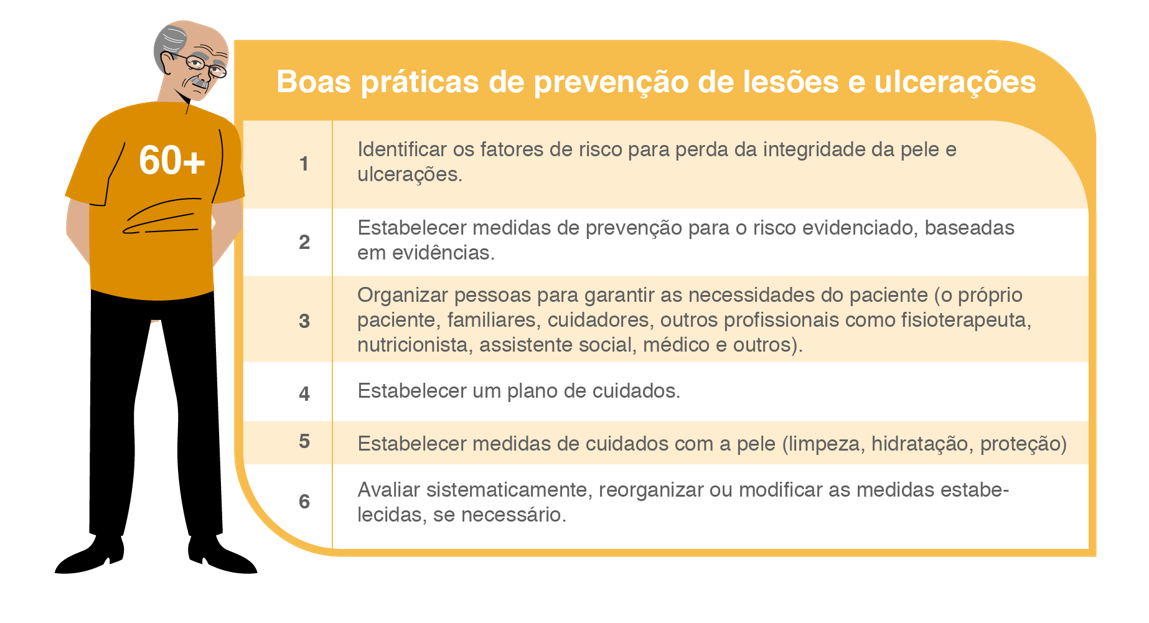 Boas práticas de prevenção de lesões e ulcerações
60+
1
Identificar os fatores de risco para perda da integridade da pele e
ulcerações.
2
Estabelecer medidas de prevenção para o risco evidenciado, baseadas
em evidências.
3
Organizar pessoas para garantir as necessidades do paciente (o próprio
paciente, familiares, cuidadores, outros profissionais como fisioterapeuta,
nutricionista, assistente social, médico e outros).
4
Estabelecer um plano de cuidados.
5
Estabelecer medidas de cuidados com a pele (limpeza, hidratação, proteção)
6
Avaliar sistematicamente, reorganizar ou modificar as medidas estabe-
lecidas, se necessário.